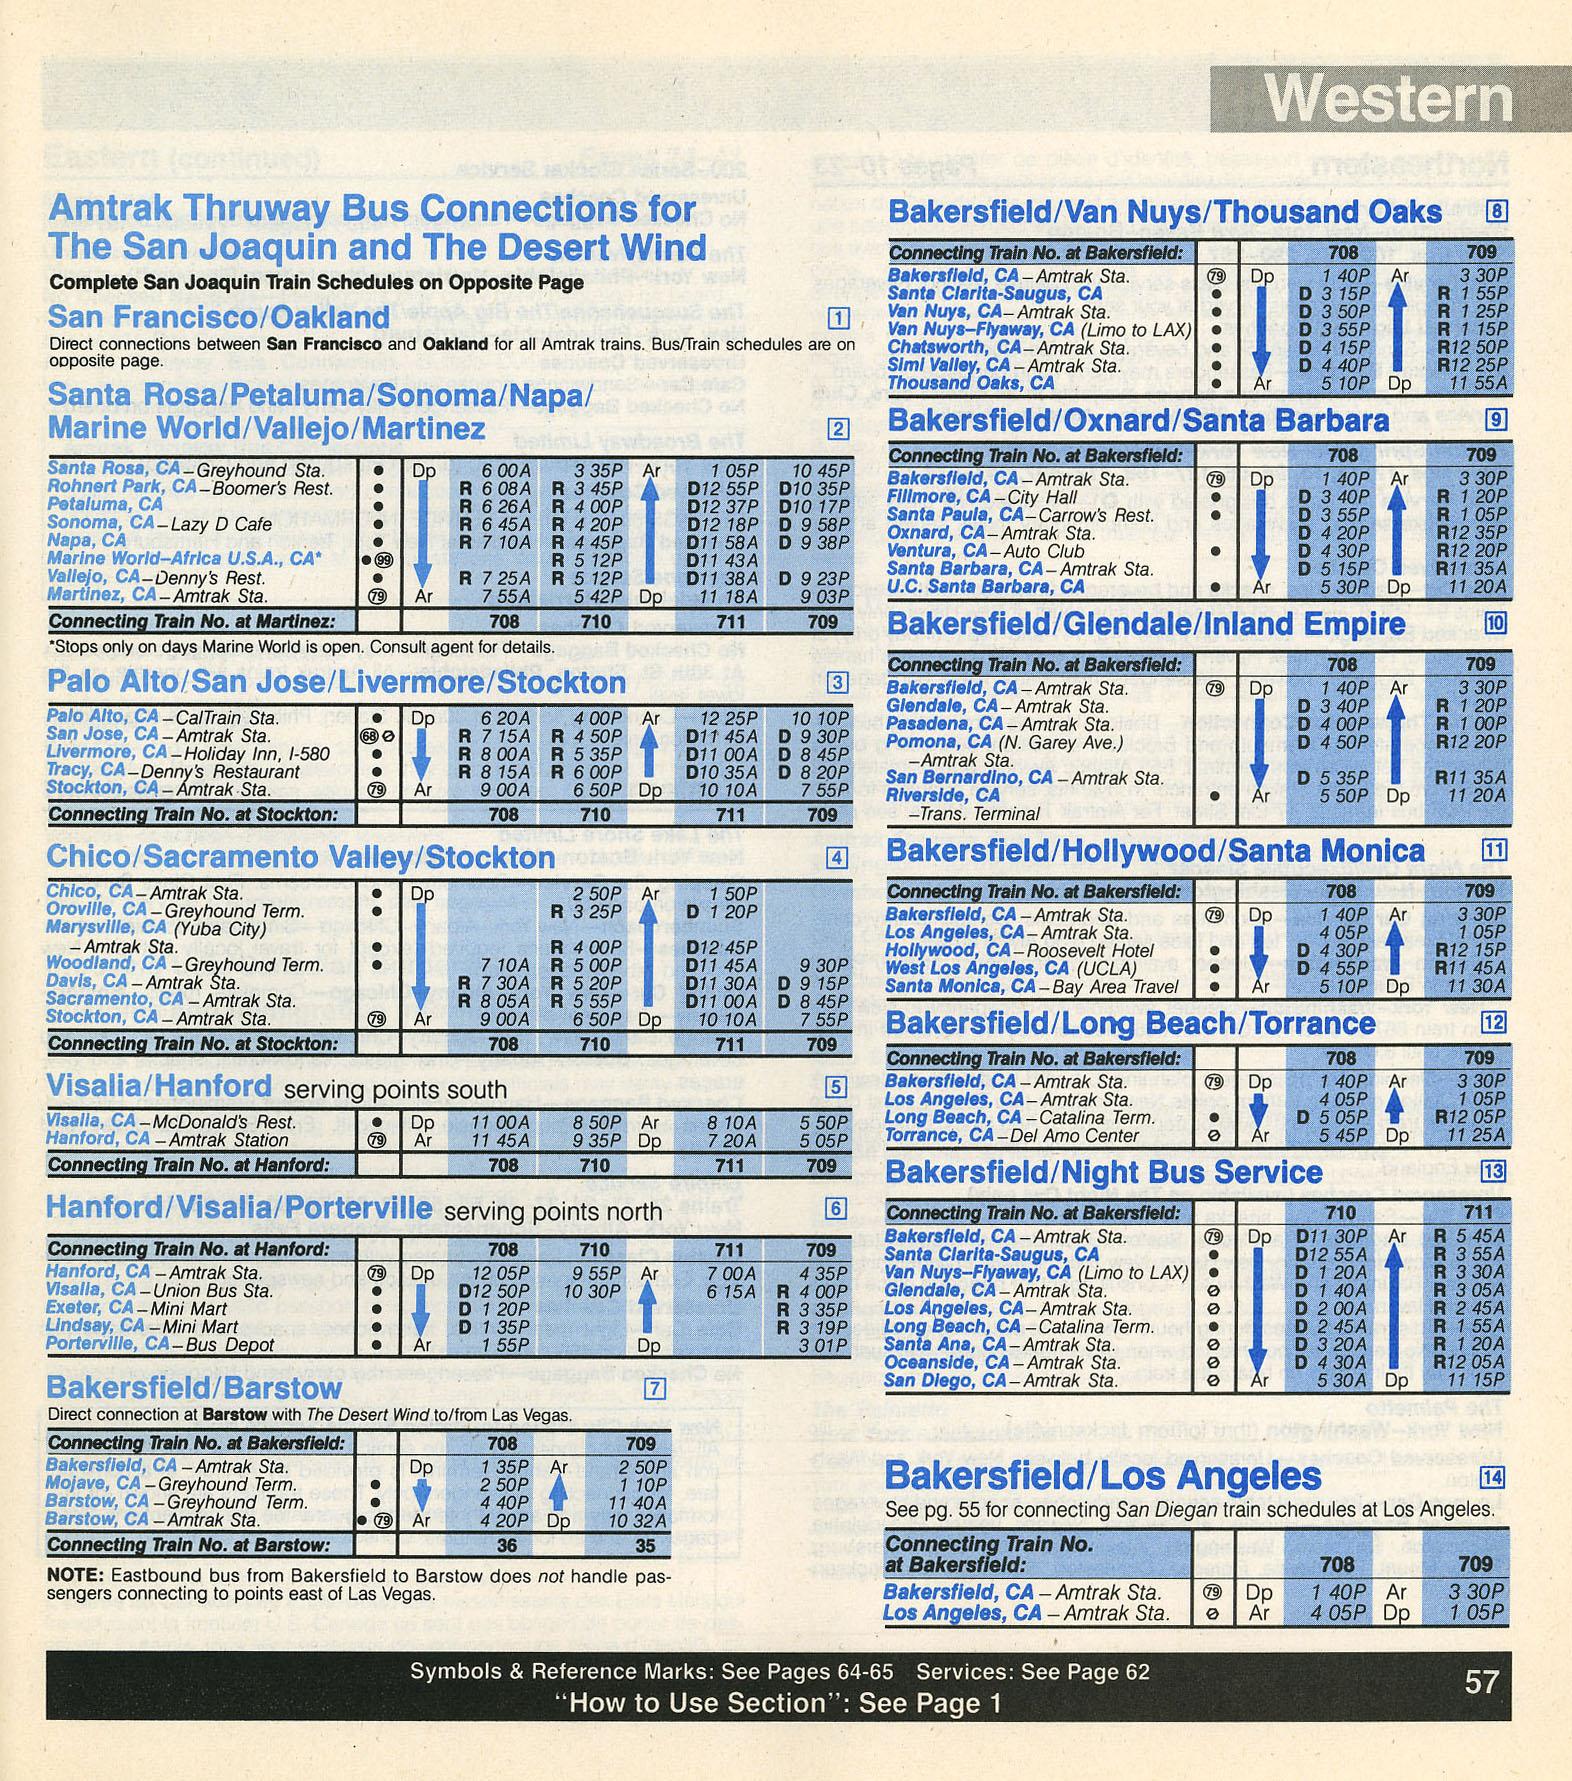 Western
Amtrak Thruway Bus Connections for
The San Joaquin and The Desert Wind
Complete San Joaquin Train Schedules on Opposite Page
San Francisco/Oakland 1
Direct connections between San Francisco and Oakland for all Amtrak trains. Bus/Train schedules are on
opposite page.
Santa Rosa/Petaluma/Sonoma/Napa/
Marine World/Vallejo/Martinez 2
Santa Rosa, CA–Greyhound Sta. ● Dp 6 00A 3 35P Ar 1 05P 10 45P
Rohnert Park, CA–Boomer's Rest. ● R 6 08A R 3 45P D12 55P D10 35P
Petaluma, CA ● R 6 26A R 4 00P D12 37P D10 17P
Sonoma, CA–Lazy D Cafe ● R 6 45A R 4 20P D12 18P D 9 58P
Napa, CA ● R 7 10A R 4 45P D11 58A D 9 38P
Marine World–Africa U.S.A., CA* ●(99) R 5 12P D11 43A
Vallejo, CA–Denny's Rest. ● R 7 25A R 5 12P D11 38A D 9 23P
Martinez, CA–Amtrak Sta. (79) Ar 7 55A 5 42P Dp 11 18A 9 03P
Connecting Train No. at Martinez: 708 710 711 709
*Stops only on days Marine World is open. Consult agent for details.
Palo Alto/San Jose/Livermore/Stockton 3
Palo Alto, CA–CalTrain Sta. ● Dp 6 20A 4 00P Ar 12 25P 10 10P
San Jose, CA–Amtrak Sta. (68)⊘ R 7 15A R 4 50P D11 45A D 9 30P
Livermore, CA–Holiday Inn, I-580 ● R 8 00A R 5 35P D11 00A D 8 45P
Tracy, CA–Denny's Restaurant ● R 8 15A R 6 00P D10 35A D 8 20P
Stockton, CA–Amtrak Sta. (79) Ar 9 00A 6 50P Dp 10 10A 7 55P
Connecting Train No. at Stockton: 708 710 711 709
Chico/Sacramento Valley/Stockton 4
Chico, CA–Amtrak Sta. ● Dp 2 50P Ar 1 50P
Oroville, CA–Greyhound Term. ● R 3 25P D 1 20P
Marysville, CA (Yuba City)
–Amtrak Sta. ● R 4 00P D12 45P
Woodland, CA–Greyhound Term. ● 7 10A R 5 00P D11 45A 9 30P
Davis, CA–Amtrak Sta. R 7 30A R 5 20P D11 30A D 9 15P
Sacramento, CA–Amtrak Sta. R 8 05A R 5 55P D11 00A D 8 45P
Stockton, CA–Amtrak Sta. (79) Ar 9 00A 6 50P Dp 10 10A 7 55P
Connecting Train No. at Stockton: 708 710 711 709
Visalia/Hanford serving points south 5
Visalia, CA–McDonald's Rest. ● Dp 11 00A 8 50P Ar 8 10A 5 50P
Hanford, CA–Amtrak Station (79) Ar 11 45A 9 35P Dp 7 20A 5 05P
Connecting Train No. at Hanford: 708 710 711 709
Hanford/Visalia/Porterville serving points north 6
Connecting Train No. at Hanford: 708 710 711 709
Hanford, CA–Amtrak Sta. (79) Dp 12 05P 9 55P Ar 7 00A 4 35P
Visalia, CA–Union Bus Sta. ● D12 50P 10 30P 6 15A R 4 00P
Exeter, CA–Mini Mart ● D 1 20P R 3 35P
Lindsay, CA–Mini Mart ● D 1 35P R 3 19P
Porterville, CA–Bus Depot ● Ar 1 55P Dp 3 01P
Bakersfield/Barstow 7
Direct connection at Barstow with The Desert Wind to/from Las Vegas.
Connecting Train No. at Bakersfield: 708 709
Bakersfield, CA–Amtrak Sta. Dp 1 35P Ar 2 50P
Mojave, CA–Greyhound Term. ● 2 50P 1 10P
Barstow, CA–Greyhound Term. ● 4 40P 11 40A
Barstow, CA–Amtrak Sta. ●(79) Ar 4 20P Dp 10 32A
Connecting Train No. at Barstow: 36 35
NOTE: Eastbound bus from Bakersfield to Barstow does not handle pas-
sengers connecting to points east of Las Vegas.
Bakersfield/Van Nuys/Thousand Oaks 8
Connecting Train No. at Bakersfield: 708 709
Bakersfield, CA–Amtrak Sta. (79) Dp 1 40P Ar 3 30P
Santa Clarita-Saugus, CA ● D 3 15P R 1 55P
Van Nuys, CA–Amtrak Sta. ● D 3 50P R 1 25P
Van Nuys–Flyaway, CA (Limo to LAX) ● D 3 55P R 1 15P
Chatsworth, CA–Amtrak Sta. ● D 4 15P R12 50P
Simi Valley, CA–Amtrak Sta. ● D 4 40P R12 25P
Thousand Oaks, CA ● Ar 5 10P Dp 11 55A
Bakersfield/Oxnard/Santa Barbara 9
Connecting Train No. at Bakersfield: 708 709
Bakersfield, CA–Amtrak Sta. (79) Dp 1 40P Ar 3 30P
Fillmore, CA–City Hall ● D 3 40P R 1 20P
Santa Paula, CA–Carrow's Rest. ● D 3 55P R 1 05P
Oxnard, CA–Amtrak Sta. D 4 20P R12 35P
Ventura, CA–Auto Club ● D 4 30P R12 20P
Santa Barbara, CA–Amtrak Sta. D 5 15P R11 35A
U.C. Santa Barbara, CA ● Ar 5 30P Dp 11 20A
Bakersfield/Glendale/Inland Empire 10
Connecting Train No. at Bakersfield: 708 709
Bakersfield, CA–Amtrak Sta. (79) Dp 1 40P Ar 3 30P
Glendale, CA–Amtrak Sta. D 3 40P R 1 20P
Pasadena, CA–Amtrak Sta. D 4 00P R 1 00P
Pomona, CA (N. Garey Ave.) D 4 50P R12 20P
–Amtrak Sta.
San Bernardino, CA–Amtrak Sta. D 5 35P R11 35A
Riverside, CA ● Ar 5 50P Dp 11 20A
–Trans. Terminal
Bakersfield/Hollywood/Santa Monica 11
Connecting Train No. at Bakersfield: 708 709
Bakersfield, CA–Amtrak Sta. (79) Dp 1 40P Ar 3 30P
Los Angeles, CA–Amtrak Sta. 4 05P 1 05P
Hollywood, CA–Roosevelt Hotel ● D 4 30P R12 15P
West Los Angeles, CA (UCLA) ● D 4 55P R11 45A
Santa Monica, CA–Bay Area Travel ● Ar 5 10P Dp 11 30A
Bakersfield/Long Beach/Torrance 12
Connecting Train No. at Bakersfield: 708 709
Bakersfield, CA–Amtrak Sta. (79) Dp 1 40P Ar 3 30P
Los Angeles, CA–Amtrak Sta. 4 05P 1 05P
Long Beach, CA–Catalina Term. ● D 5 05P R12 05P
Torrance, CA–Del Amo Center ⊘ Ar 5 45P Dp 11 25A
Bakersfield/Night Bus Service 13
Connecting Train No. at Bakersfield: 710 711
Bakersfield, CA–Amtrak Sta. (79) Dp D11 30P Ar R 5 45A
Santa Clarita-Saugus, CA ● D12 55A R 3 55A
Van Nuys–Flyaway, CA (Limo to LAX) ● D 1 20A R 3 30A
Glendale, CA–Amtrak Sta. ⊘ D 1 40A R 3 05A
Los Angeles, CA–Amtrak Sta. ⊘ D 2 00A R 2 45A
Long Beach, CA–Catalina Term. ● D 2 45A R 1 55A
Santa Ana, CA–Amtrak Sta. ⊘ D 3 20A R 1 20A
Oceanside, CA–Amtrak Sta. ⊘ D 4 30A R12 05A
San Diego, CA–Amtrak Sta. ⊘ Ar 5 30A Dp 11 15P
Bakersfield/Los Angeles 14
See pg. 55 for connecting San Diegan train schedules at Los Angeles.
Connecting Train No.
at Bakersfield: 708 709
Bakersfield, CA–Amtrak Sta. (79) Dp 1 40P Ar 3 30P
Los Angeles, CA–Amtrak Sta. ⊘ Ar 4 05P Dp 1 05P
Symbols & Reference Marks: See Pages 64-65 Services: See Page 62
"How to Use Section": See Page 1
57